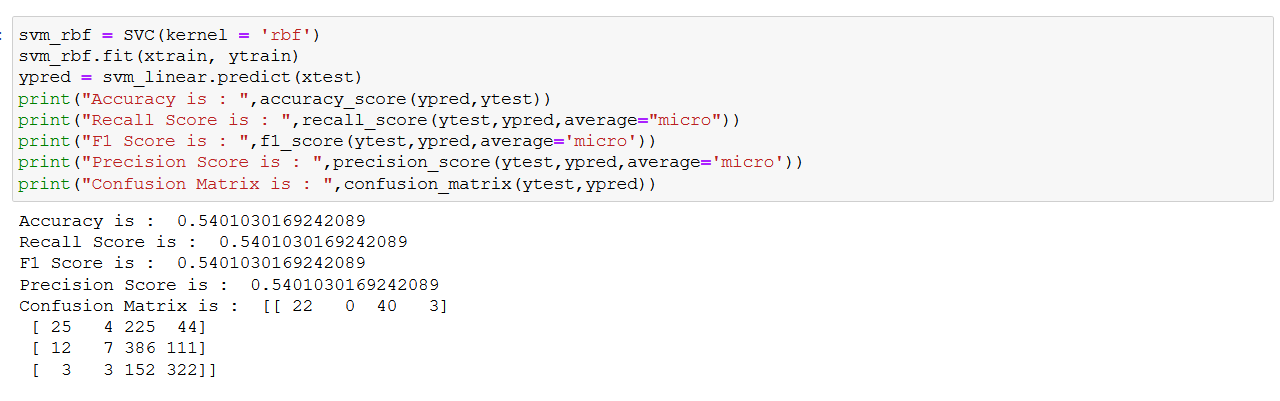 svm_rbf = SVC(kernel = 'rbf')
svm_rbf.fit(xtrain, ytrain)
ypred = svm_linear.predict(xtest)
print("Accuracy is : ",accuracy_score(ypred,ytest))
print("Recall Score is : ",recall_score(ytest,ypred,average="micro"))
print("F1 Score is : ",f1_score(ytest,ypred,average='micro'))
print("Precision Score is : ",precision_score(ytest,ypred,average='micro'))
print("Confusion Matrix is : ",confusion_matrix(ytest,ypred))
Accuracy is :  0.5401030169242089
Recall Score is :  0.5401030169242089
F1 Score is :  0.5401030169242089
Precision Score is :  0.5401030169242089
Confusion Matrix is :  [[ 22   0  40   3]
 [ 25   4 225  44]
 [ 12   7 386 111]
 [  3   3 152 322]]